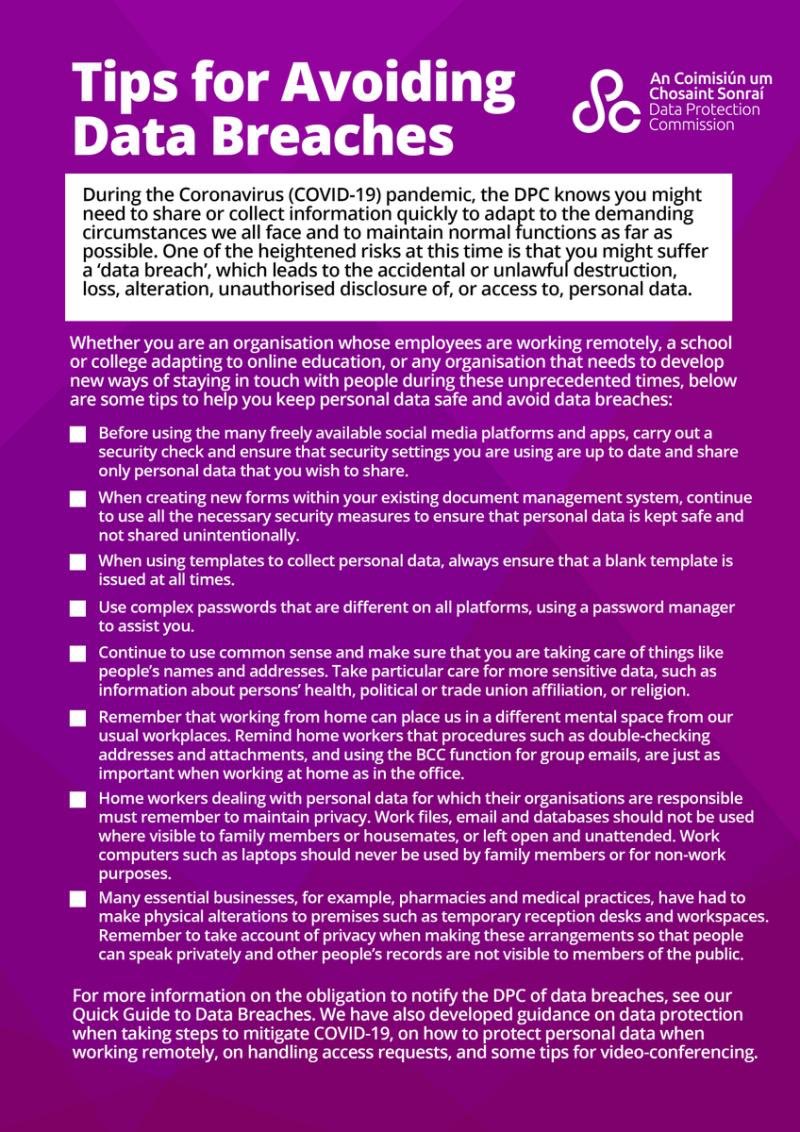 Tips for Avoiding
Data Breaches
An Coimisiún um
Chosaint Sonraí
Data Protection
Commission
During the Coronavirus (COVID-19) pandemic, the DPC knows you might
need to share or collect information quickly to adapt to the demanding
circumstances we all face and to maintain normal functions as far as
possible. One of the heightened risks at this time is that you might suffer
a ‘data breach’, which leads to the accidental or unlawful destruction,
loss, alteration, unauthorised disclosure of, or access to, personal data.
Whether you are an organisation whose employees are working remotely, a school
or college adapting to online education, or any organisation that needs to develop
new ways of staying in touch with people during these unprecedented times, below
are some tips to help you keep personal data safe and avoid data breaches:
Before using the many freely available social media platforms and apps, carry out a
security check and ensure that security settings you are using are up to date and share
only personal data that you wish to share.
When creating new forms within your existing document management system, continue
to use all the necessary security measures to ensure that personal data is kept safe and
not shared unintentionally.
When using templates to collect personal data, always ensure that a blank template is
issued at all times.
Use complex passwords that are different on all platforms, using a password manager
to assist you.
Continue to use common sense and make sure that you are taking care of things like
people’s names and addresses. Take particular care for more sensitive data, such as
information about persons’ health, political or trade union affiliation, or religion.
Remember that working from home can place us in a different mental space from our
usual workplaces. Remind home workers that procedures such as double-checking
addresses and attachments, and using the BCC function for group emails, are just as
important when working at home as in the office.
Home workers dealing with personal data for which their organisations are responsible
must remember to maintain privacy. Work files, email and databases should not be used
where visible to family members or housemates, or left open and unattended. Work
computers such as laptops should never be used by family members or for non-work
purposes.
Many essential businesses, for example, pharmacies and medical practices, have had to
make physical alterations to premises such as temporary reception desks and workspaces.
Remember to take account of privacy when making these arrangements so that people
can speak privately and other people’s records are not visible to members of the public.
For more information on the obligation to notify the DPC of data breaches, see our
Quick Guide to Data Breaches. We have also developed guidance on data protection
when taking steps to mitigate COVID-19, on how to protect personal data when
working remotely, on handling access requests, and some tips for video-conferencing.